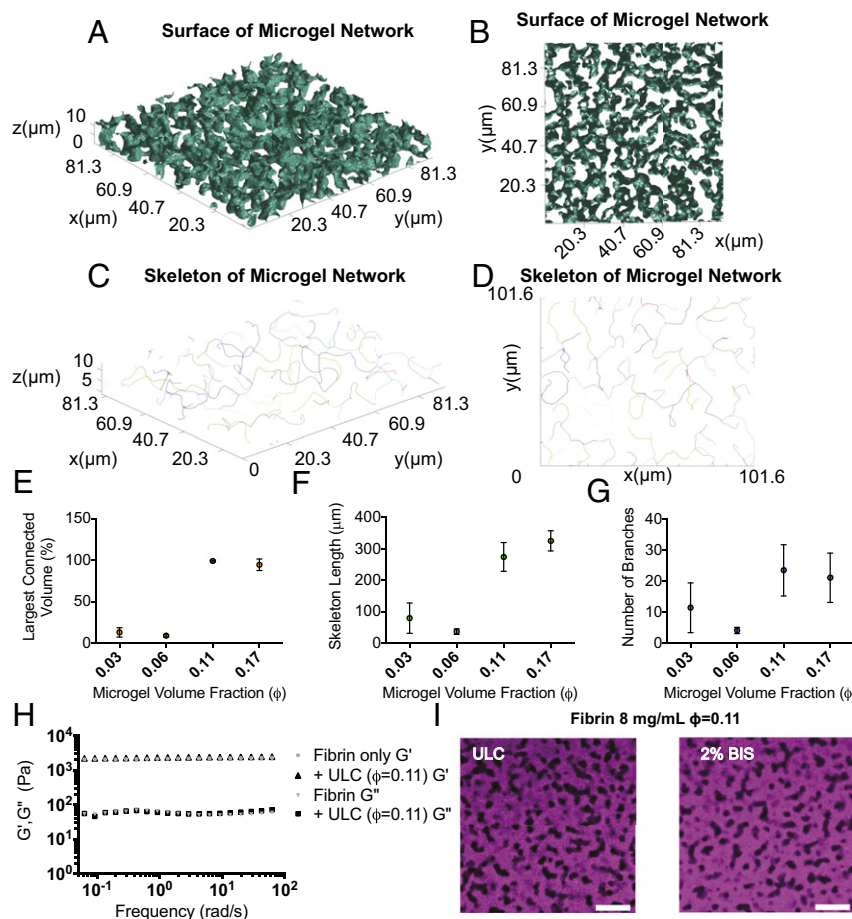 A Surface of Microgel Network
z(µm)
10
0
81.3
60.9
40.7
20.3
x(µm)
20.3
40.7
60.9
81.3
y(µm)
B Surface of Microgel Network
y(µm)
81.3
60.9
40.7
20.3
20.3
40.7
60.9
81.3
x(µm)
C Skeleton of Microgel Network
z(µm)
10
5
81.3
60.9
40.7
20.3
x(µm)
0
20.3
40.7
60.9
81.3
y(µm)
D Skeleton of Microgel Network
101.6
y(µm)
0
x(µm)
101.6
E
Largest Connected
Volume (%)
150
100
50
0
0.03 0.06 0.11 0.17
Microgel Volume Fraction (ϕ)
F
Skeleton Length (µm)
400
300
200
100
0
0.03 0.06 0.11 0.17
Microgel Volume Fraction (ϕ)
G
Number of Branches
40
30
20
10
0
0.03 0.06 0.11 0.17
Microgel Volume Fraction (ϕ)
H
G',G" (Pa)
10⁴
10³
10²
10¹
10⁰
10⁻¹ 10⁰ 10¹ 10²
Frequency (rad/s)
Fibrin only G'
+ ULC (ϕ=0.11) G'
Fibrin G"
+ ULC (ϕ=0.11) G"
I
Fibrin 8 mg/mL ϕ=0.11
ULC
2% BIS